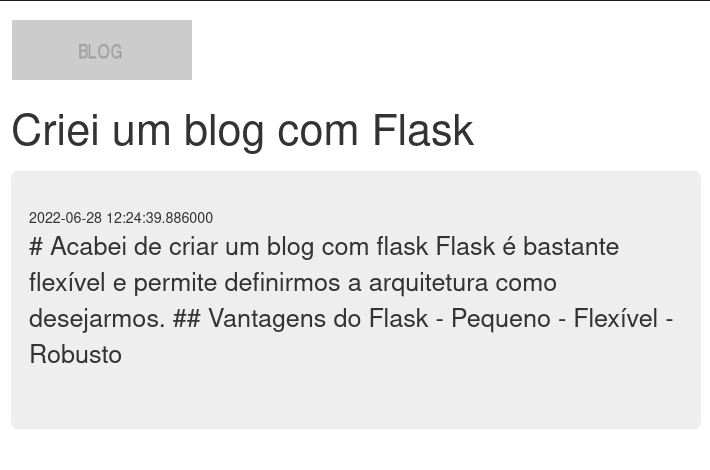 BLOG
Criei um blog com Flask
2022-06-28 12:24:39.886000
# Acabei de criar um blog com flask Flask é bastante
flexível e permite definirmos a arquitetura como
desejarmos. ## Vantagens do Flask - Pequeno - Flexível -
Robusto